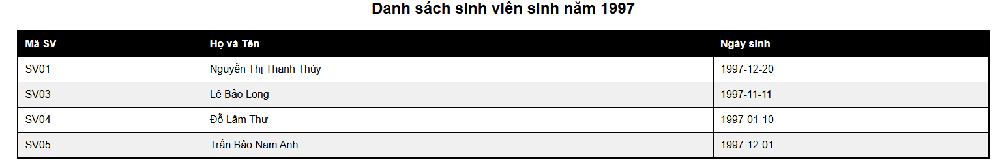 Danh sách sinh viên sinh năm 1997
Mã SV Họ và Tên Ngày sinh
SV01 Nguyễn Thị Thanh Thúy 1997-12-20
SV03 Lê Bảo Long 1997-11-11
SV04 Đỗ Lâm Thư 1997-01-10
SV05 Trần Bảo Nam Anh 1997-12-01